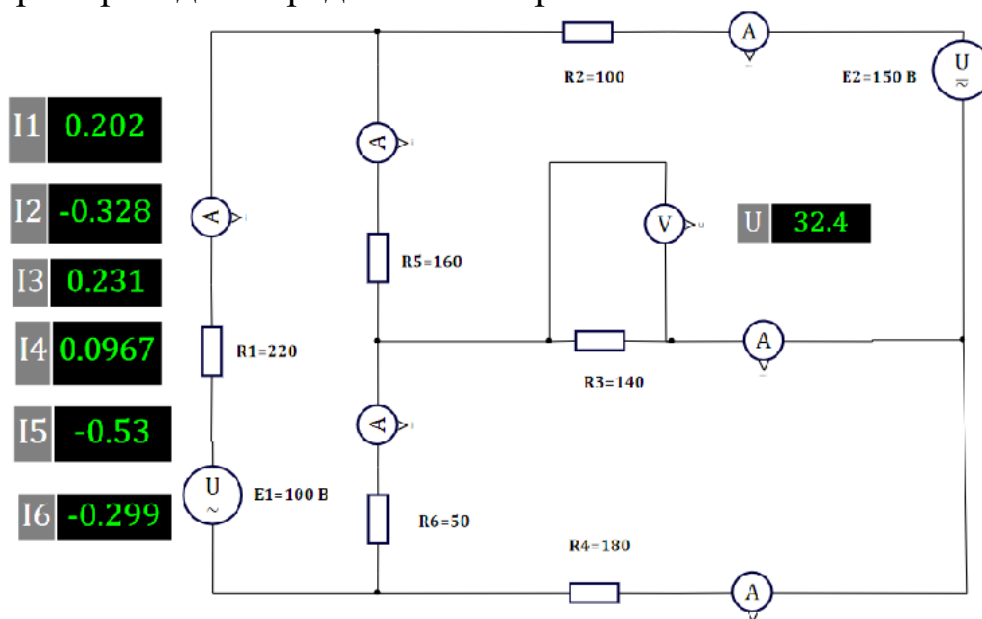 A
R2=100
U
E2=150 В
I1 0.202
A
I2 -0.328
A
V
U 32.4
R5=160
I3 0.231
I4 0.0967
R1=220
A
R3=140
I5 -0.53
A
U
~
E1=100 В
I6 -0.299
R6=50
R4=180
A